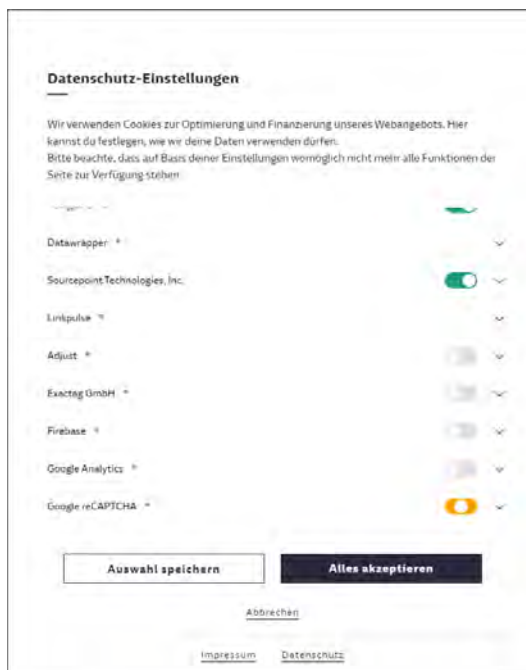 Datenschutz-Einstellungen
Wir verwenden Cookies zur Optimierung und Finanzierung unseres Webangebots. Hier
kannst du festlegen, wie wir deine Daten verwenden dürfen.
Bitte beachte, dass auf Basis deiner Einstellungen womöglich nicht mehr alle Funktionen der
Seite zur Verfügung stehen
Datawrapper *
Sourcepoint Technologies, Inc.
Linkpulse *
Adjust *
Exactag GmbH *
Firebase *
Google Analytics *
Google reCAPTCHA *
Auswahl speichern
Alles akzeptieren
Abbrechen
Impressum Datenschutz